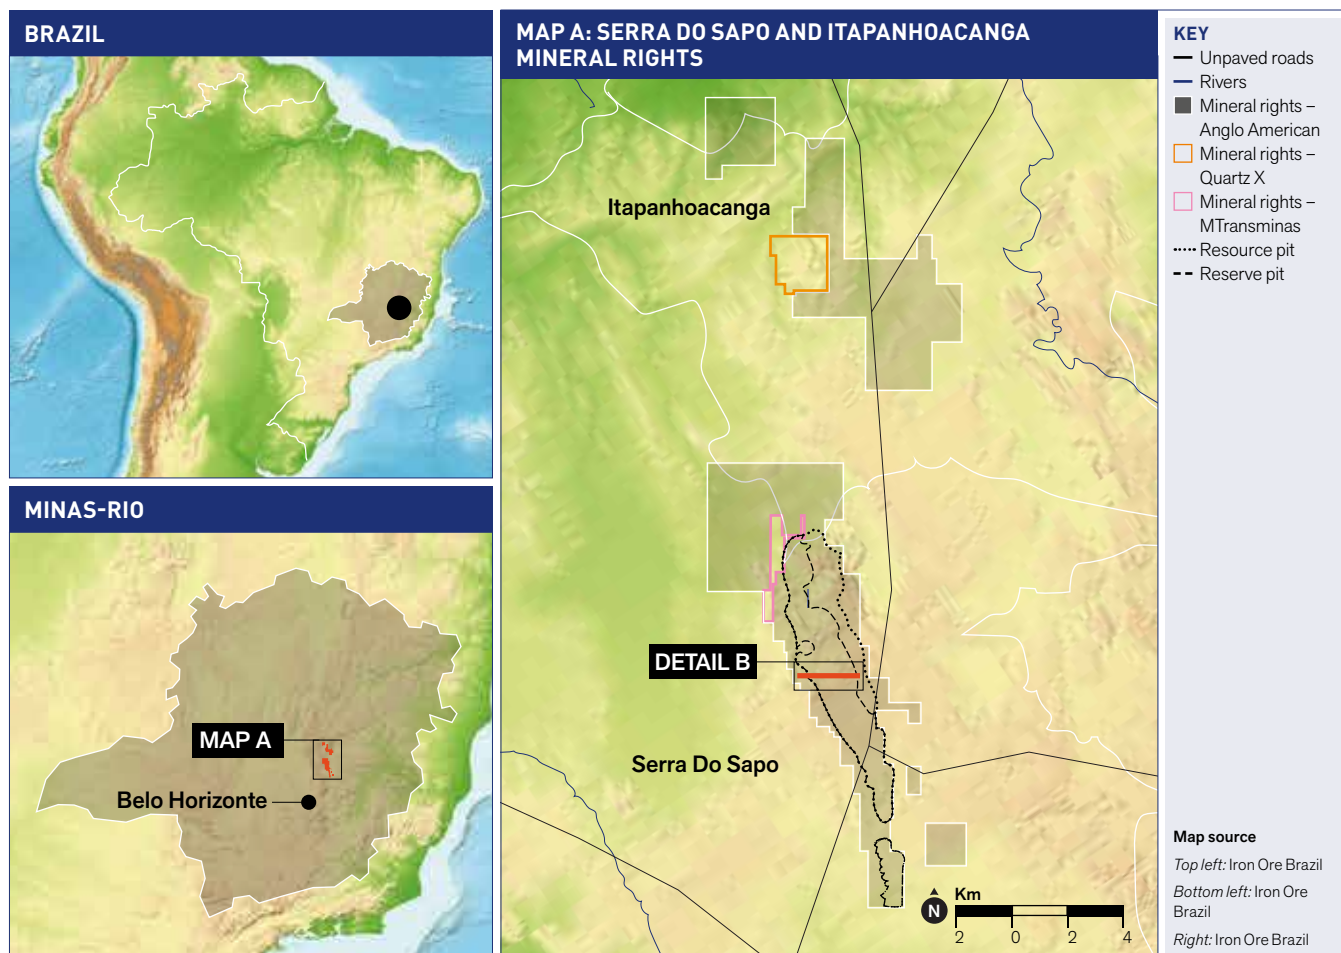 BRAZIL
MINAS-RIO
MAP A
Belo Horizonte
MAP A: SERRA DO SAPO AND ITAPANHOACANGA
MINERAL RIGHTS
Itapanhoacanga
DETAIL B
Serra Do Sapo
N
Km
2 0 2 4
KEY
Unpaved roads
Rivers
Mineral rights –
Anglo American
Mineral rights –
Quartz X
Mineral rights –
MTransminas
Resource pit
Reserve pit
Map source
Top left: Iron Ore Brazil
Bottom left: Iron Ore
Brazil
Right: Iron Ore Brazil